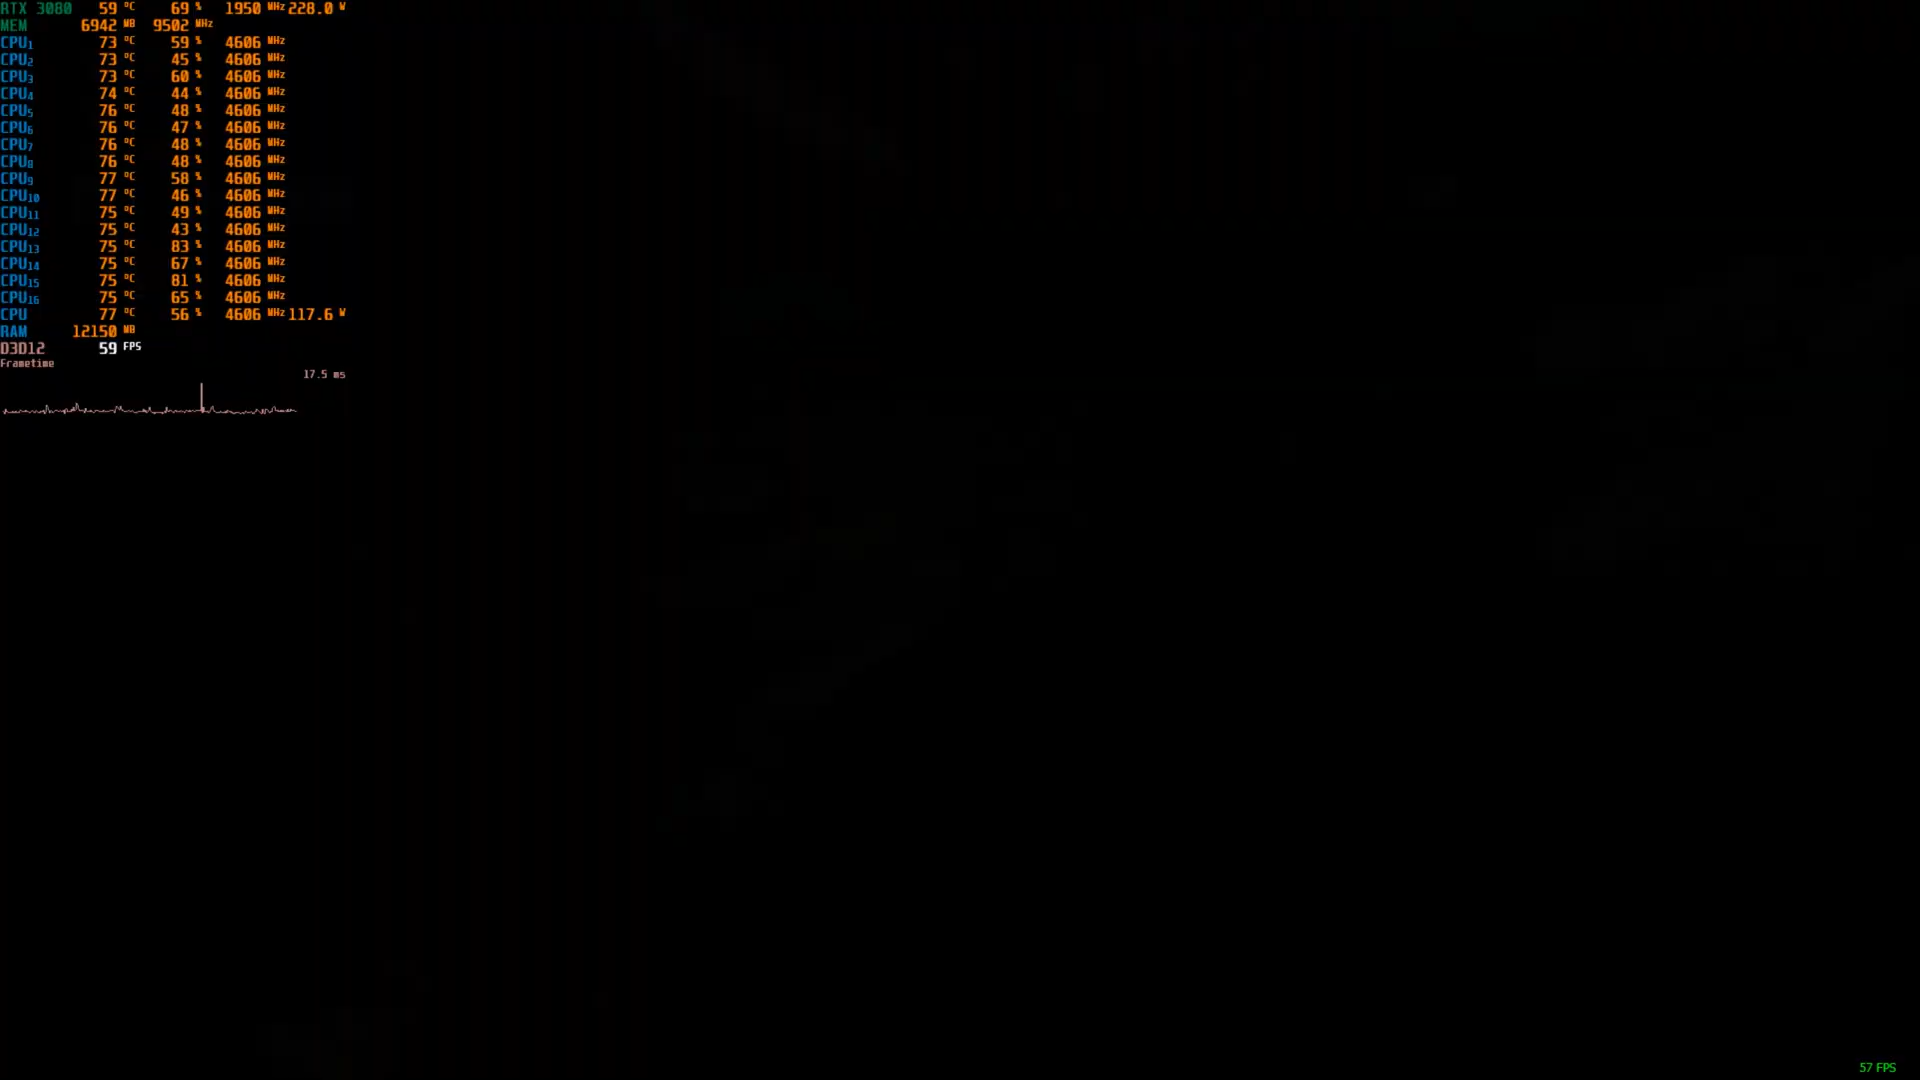 RTX 3080 59 °C 69 % 1950 MHz 228.0 W
MEM 6942 MB 9502 MHz
CPU1 73 °C 59 % 4606 MHz
CPU2 73 °C 45 % 4606 MHz
CPU3 73 °C 60 % 4606 MHz
CPU4 74 °C 44 % 4606 MHz
CPU5 76 °C 48 % 4606 MHz
CPU6 76 °C 47 % 4606 MHz
CPU7 76 °C 48 % 4606 MHz
CPU8 76 °C 48 % 4606 MHz
CPU9 77 °C 58 % 4606 MHz
CPU10 77 °C 46 % 4606 MHz
CPU11 75 °C 49 % 4606 MHz
CPU12 75 °C 43 % 4606 MHz
CPU13 75 °C 83 % 4606 MHz
CPU14 75 °C 67 % 4606 MHz
CPU15 75 °C 81 % 4606 MHz
CPU16 75 °C 65 % 4606 MHz
CPU 77 °C 56 % 4606 MHz 117.6 W
RAM 12150 MB
D3D12 59 FPS
Frametime
17.5 ms
57 FPS